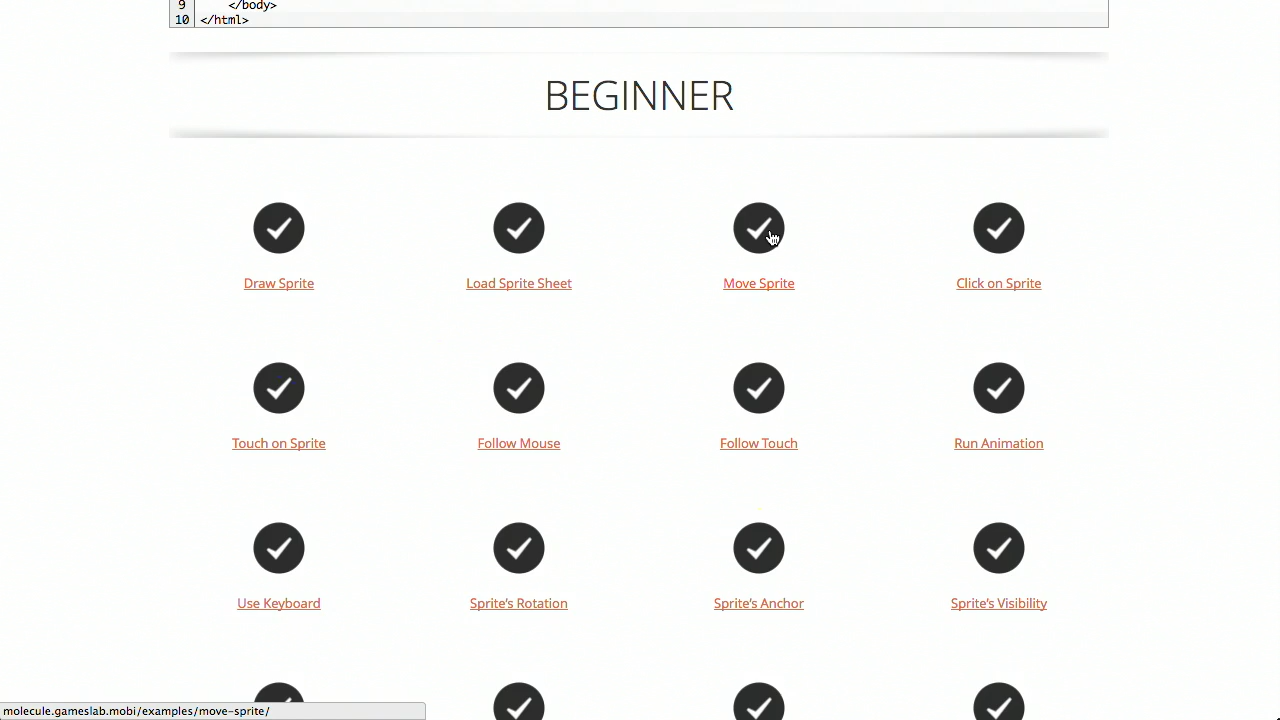 9 </body>
10 </html>
BEGINNER
Draw Sprite
Load Sprite Sheet
Move Sprite
Click on Sprite
Touch on Sprite
Follow Mouse
Follow Touch
Run Animation
Use Keyboard
Sprite’s Rotation
Sprite’s Anchor
Sprite’s Visibility
molecule.gameslab.mobi/examples/move-sprite/